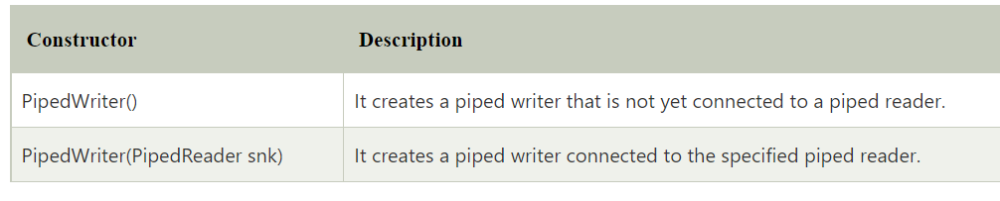 Constructor Description
PipedWriter() It creates a piped writer that is not yet connected to a piped reader.
PipedWriter(PipedReader snk) It creates a piped writer connected to the specified piped reader.